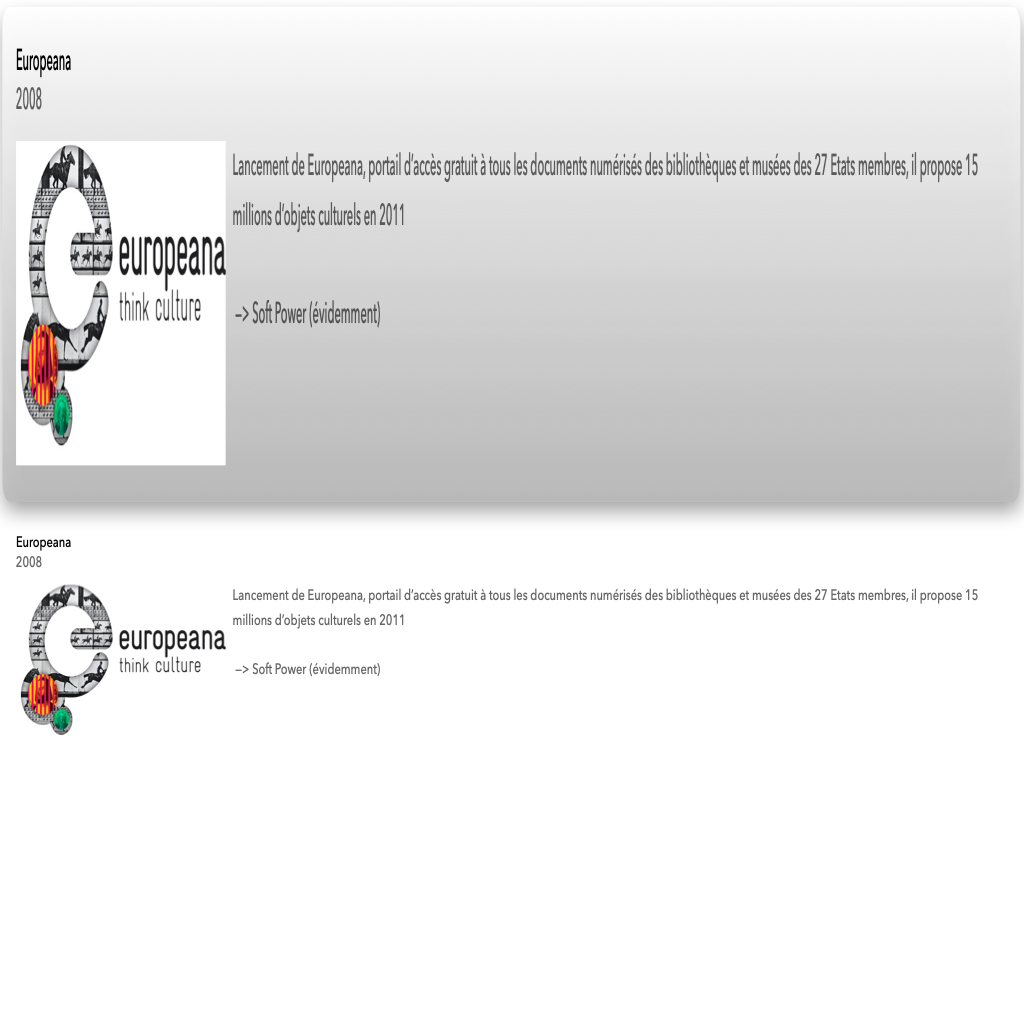 Europeana
2008
Lancement de Europeana, portail d’accès gratuit à tous les documents numérisés des bibliothèques et musées des 27 Etats membres, il propose 15
millions d’objets culturels en 2011
europeana
think culture
—> Soft Power (évidemment)
Europeana
2008
Lancement de Europeana, portail d’accès gratuit à tous les documents numérisés des bibliothèques et musées des 27 Etats membres, il propose 15
millions d’objets culturels en 2011
europeana
think culture
—> Soft Power (évidemment)